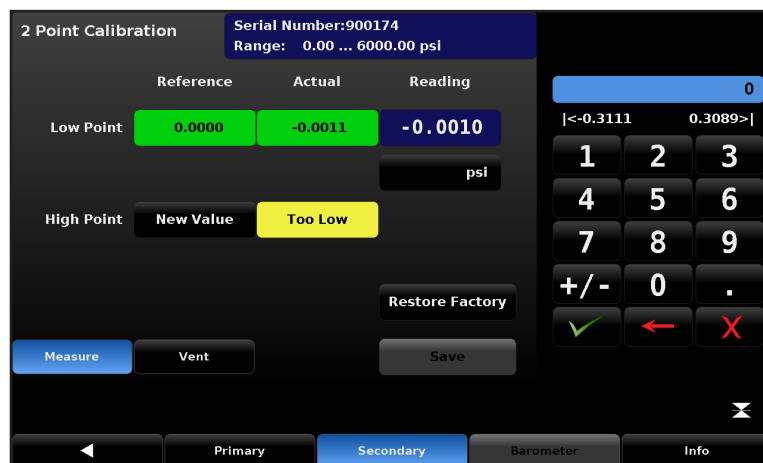 2 Point Calibration
Serial Number:900174
Range: 0.00 ... 6000.00 psi
Reference Actual Reading
0
|<-0.3111 0.3089>|
Low Point 0.0000 -0.0011 -0.0010
psi
High Point New Value Too Low
1 2 3
4 5 6
7 8 9
+/- 0 .
Restore Factory
Measure Vent Save
Primary Secondary Barometer Info